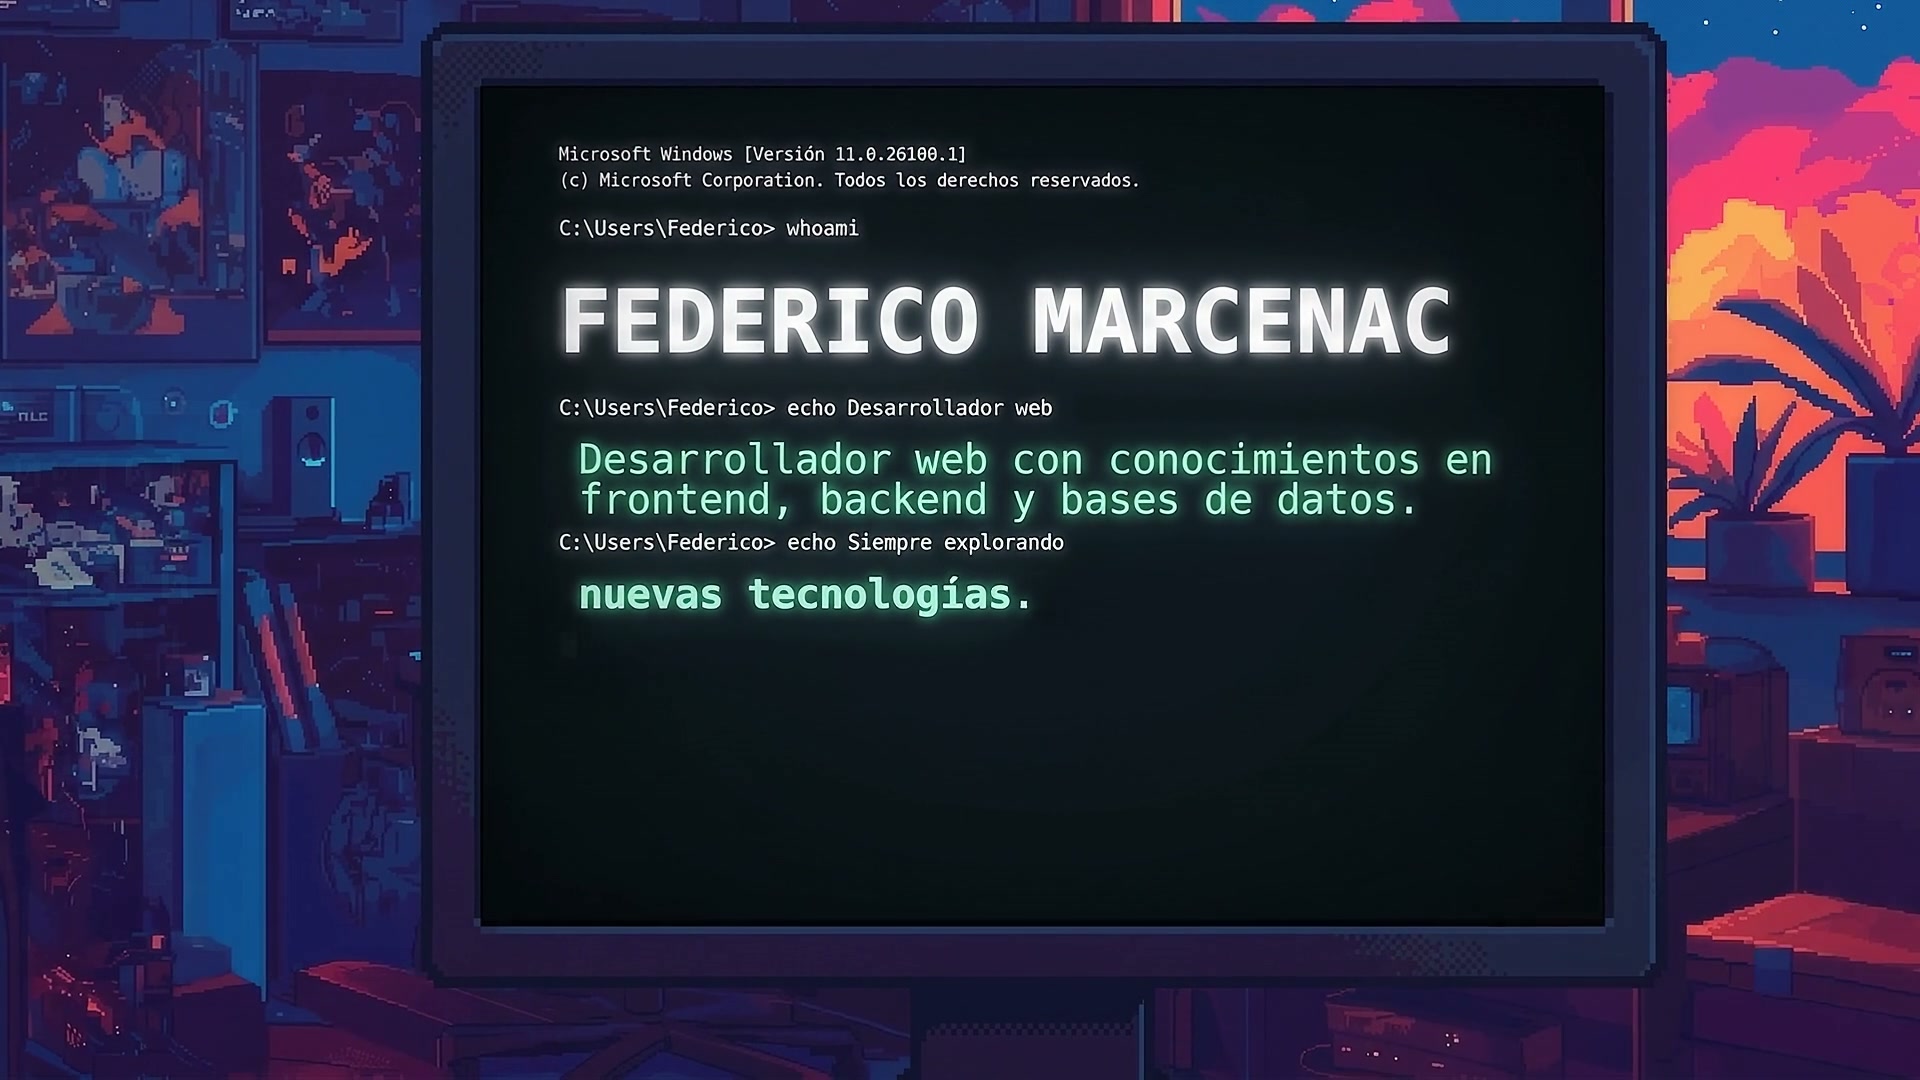 Microsoft Windows [Versión 11.0.26100.1]
(c) Microsoft Corporation. Todos los derechos reservados.
C:\Users\Federico> whoami
FEDERICO MARCENAC
C:\Users\Federico> echo Desarrollador web
Desarrollador web con conocimientos en
frontend, backend y bases de datos.
C:\Users\Federico> echo Siempre explorando
nuevas tecnologías.